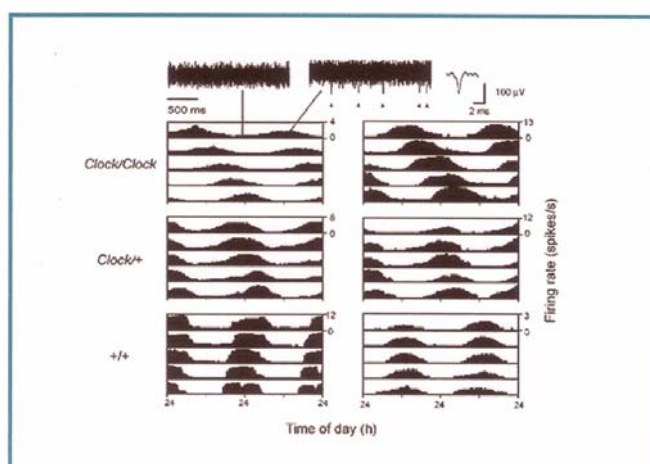 500 ms
100 µV
2 ms
4
0
13
0
Clock/Clock
6
0
12
0
Clock/+
12
0
3
0
+/+
24 24 24 24 24 24
Time of day (h)
Firing rate (spikes/s)